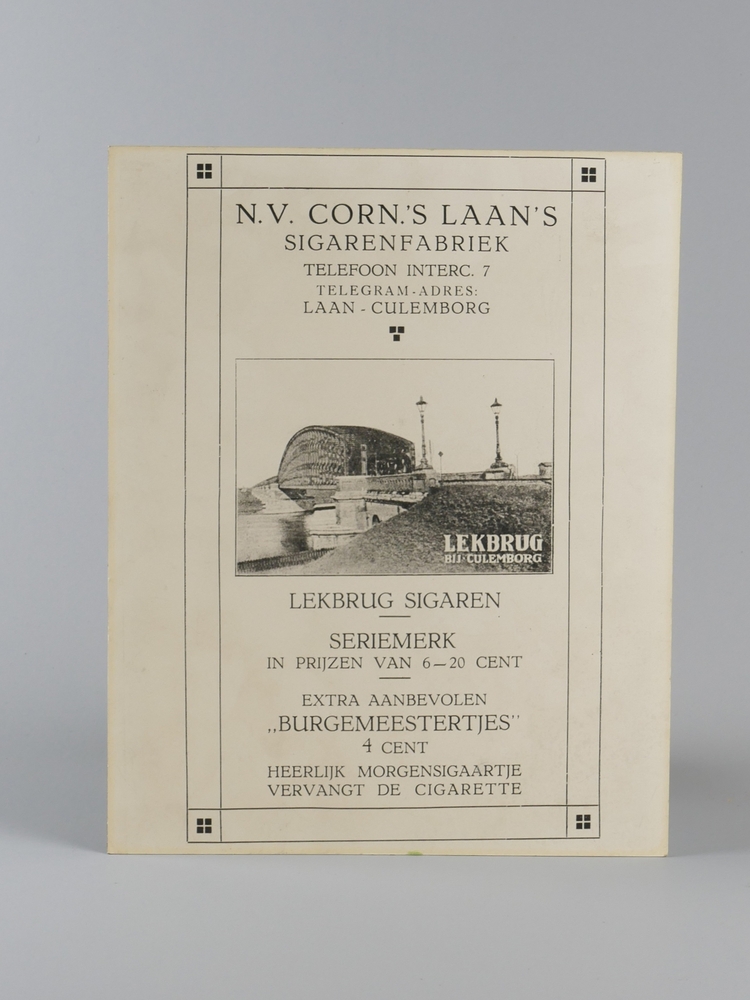 N.V. CORN.'S LAAN'S
SIGARENFABRIEK
TELEFOON INTERC. 7
TELEGRAM-ADRES:
LAAN - CULEMBORG
LEKBRUG
BIJ CULEMBORG
LEKBRUG SIGAREN
SERIEMERK
IN PRIJZEN VAN 6—20 CENT
EXTRA AANBEVOLEN
„BURGEMEESTERTJES”
4 CENT
HEERLIJK MORGENSIGAARTJE
VERVANGT DE CIGARETTE